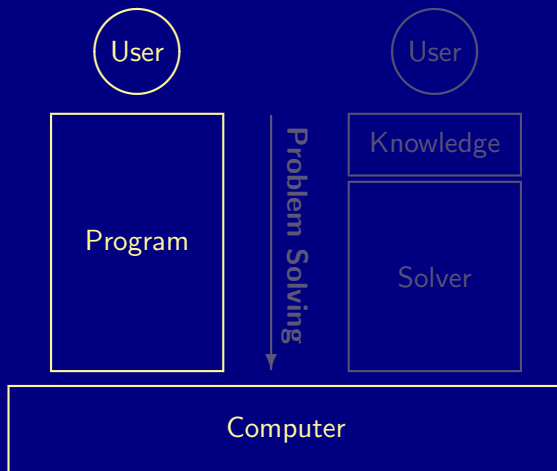 User
User
Knowledge
Problem Solving
Program
Solver
Computer